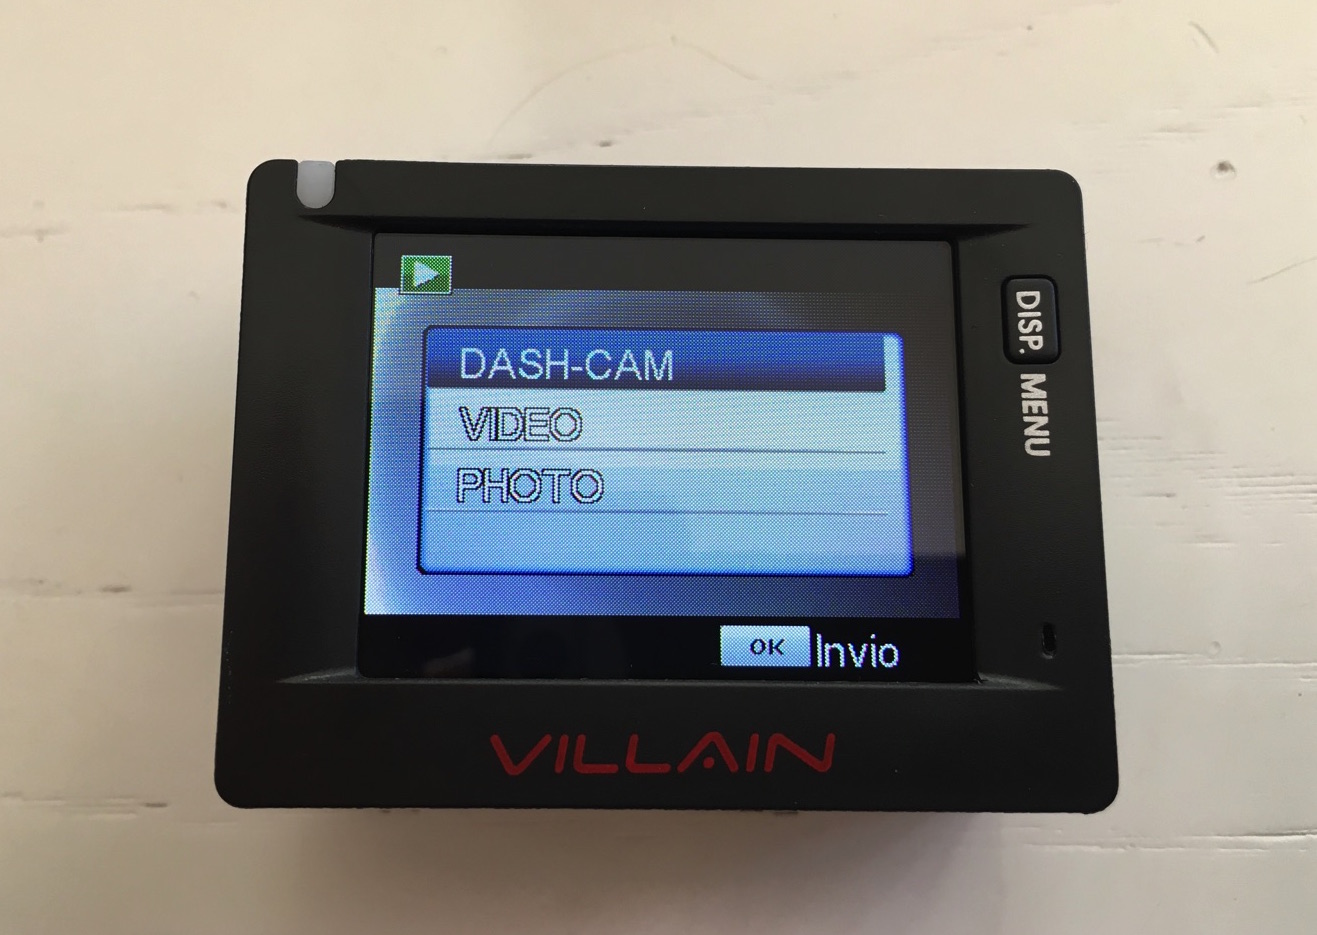 DASH-CAM
VIDEO
PHOTO
OK Invio
DISP.
MENU
VILLAIN